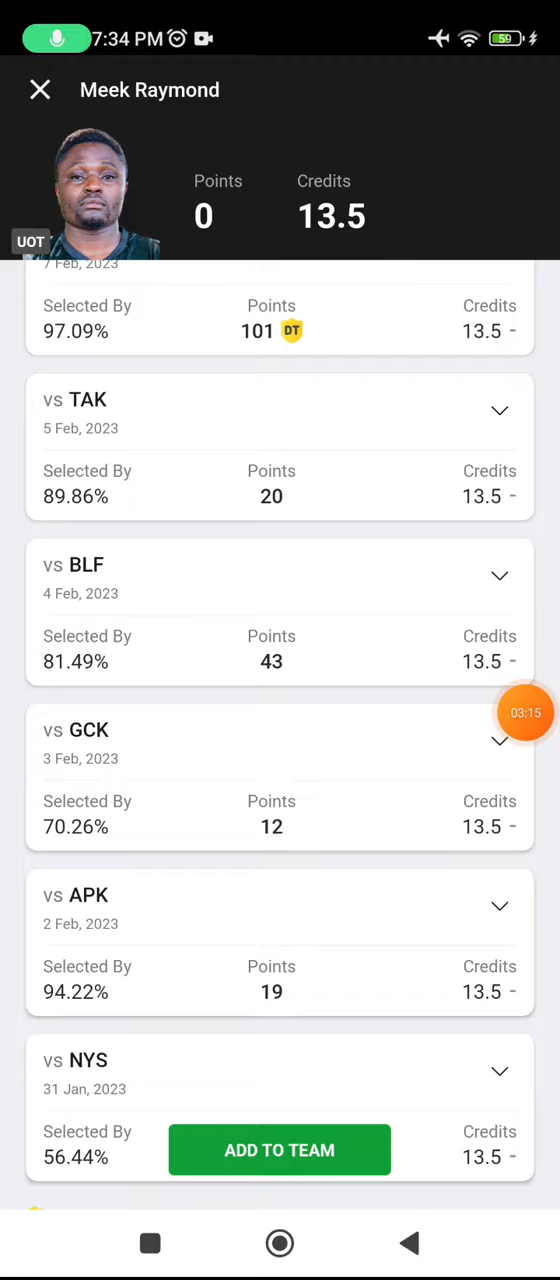 7:34 PM
59
Meek Raymond
Points
Credits
0
13.5
UOT
7 Feb, 2023
Selected By
Points
Credits
97.09%
101 DT
13.5 -
vs TAK
5 Feb, 2023
Selected By
Points
Credits
89.86%
20
13.5 -
vs BLF
4 Feb, 2023
Selected By
Points
Credits
81.49%
43
13.5 -
03:15
vs GCK
3 Feb, 2023
Selected By
Points
Credits
70.26%
12
13.5 -
vs APK
2 Feb, 2023
Selected By
Points
Credits
94.22%
19
13.5 -
vs NYS
31 Jan, 2023
Selected By
Credits
56.44%
13.5 -
ADD TO TEAM